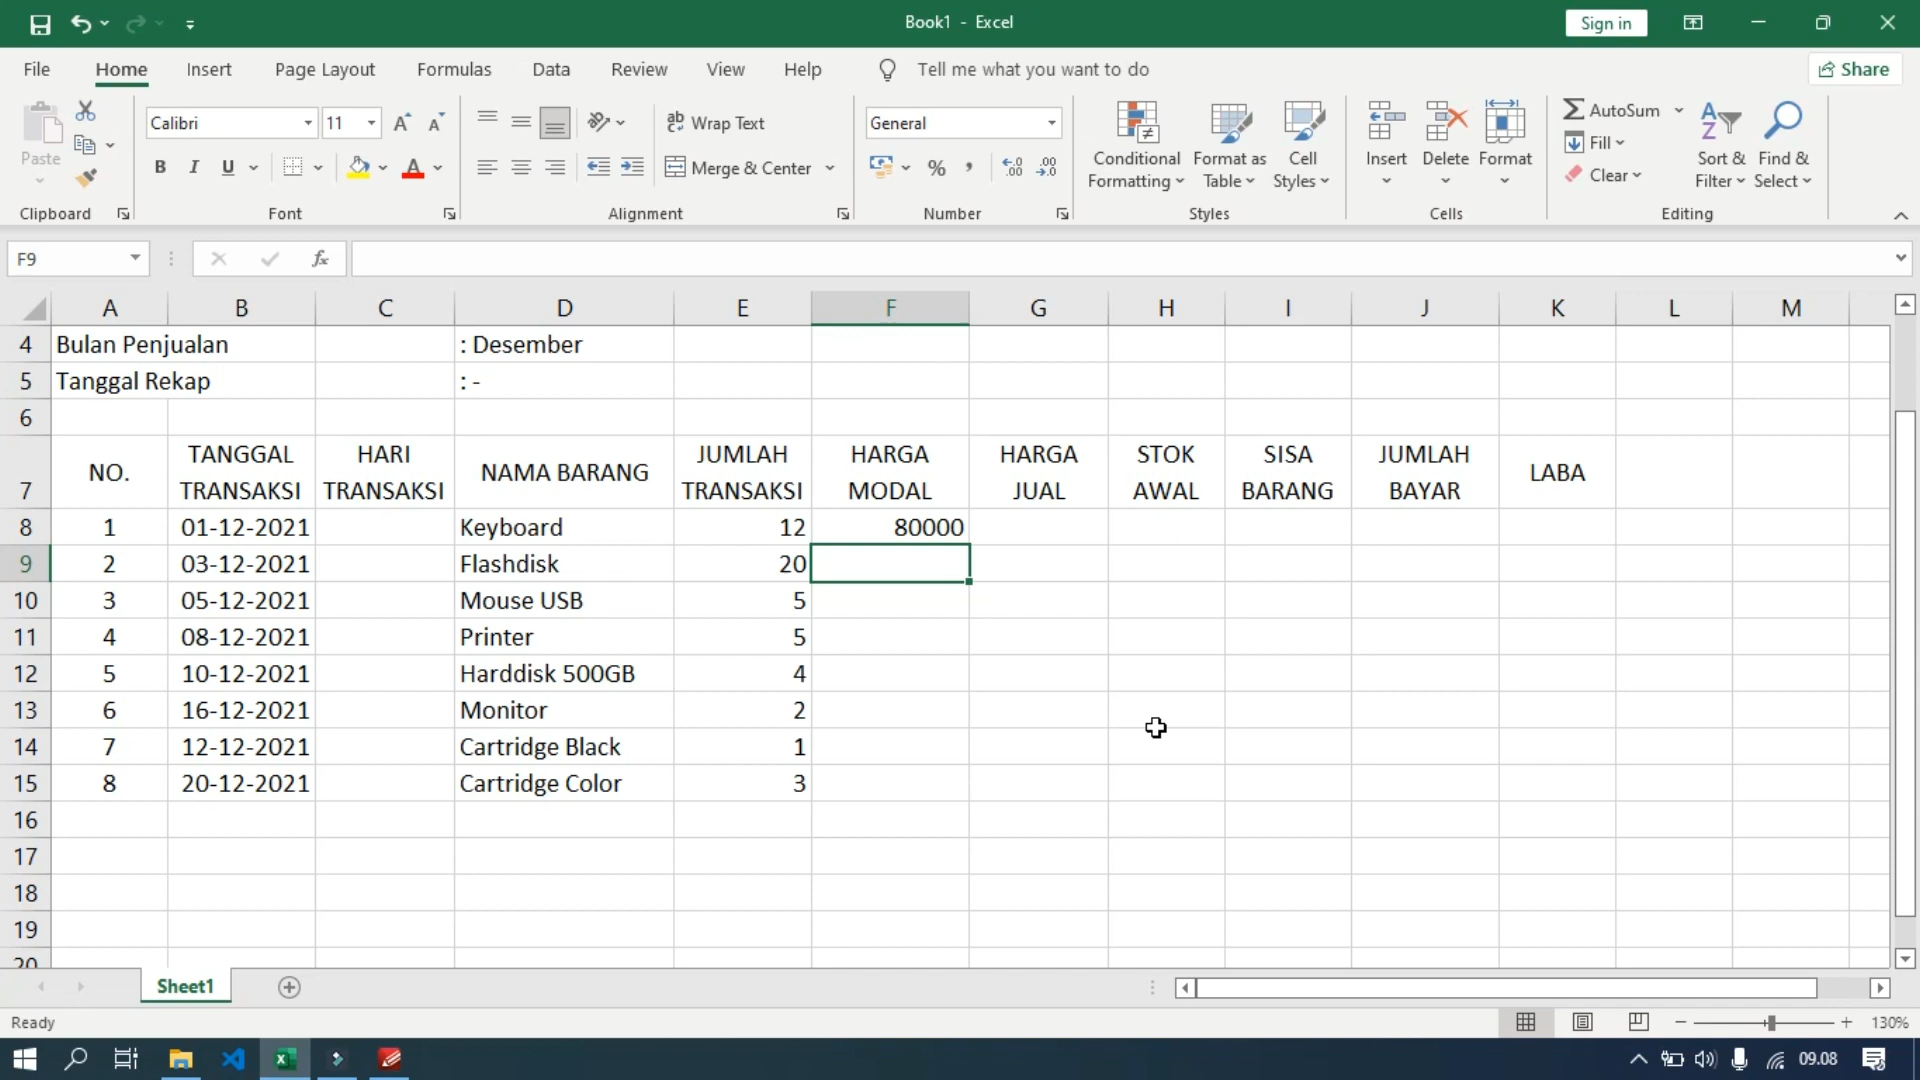 Book1 - Excel
Sign in
File Home Insert Page Layout Formulas Data Review View Help Tell me what you want to do Share
Paste
Clipboard
Calibri 11
B I U
Font
Wrap Text
Merge & Center
Alignment
General
%
Number
Conditional Formatting
Format as Table
Cell Styles
Styles
Insert Delete Format
Cells
AutoSum
Fill
Clear
Sort & Filter
Find & Select
Editing
F9 fx
A B C D E F G H I J K L M
4 Bulan Penjualan : Desember
5 Tanggal Rekap : -
6
7 NO. TANGGAL TRANSAKSI HARI TRANSAKSI NAMA BARANG JUMLAH TRANSAKSI HARGA MODAL HARGA JUAL STOK AWAL SISA BARANG JUMLAH BAYAR LABA
8 1 01-12-2021 Keyboard 12 80000
9 2 03-12-2021 Flashdisk 20
10 3 05-12-2021 Mouse USB 5
11 4 08-12-2021 Printer 5
12 5 10-12-2021 Harddisk 500GB 4
13 6 16-12-2021 Monitor 2
14 7 12-12-2021 Cartridge Black 1
15 8 20-12-2021 Cartridge Color 3
16
17
18
19
20
Sheet1
Ready 130%
09.08